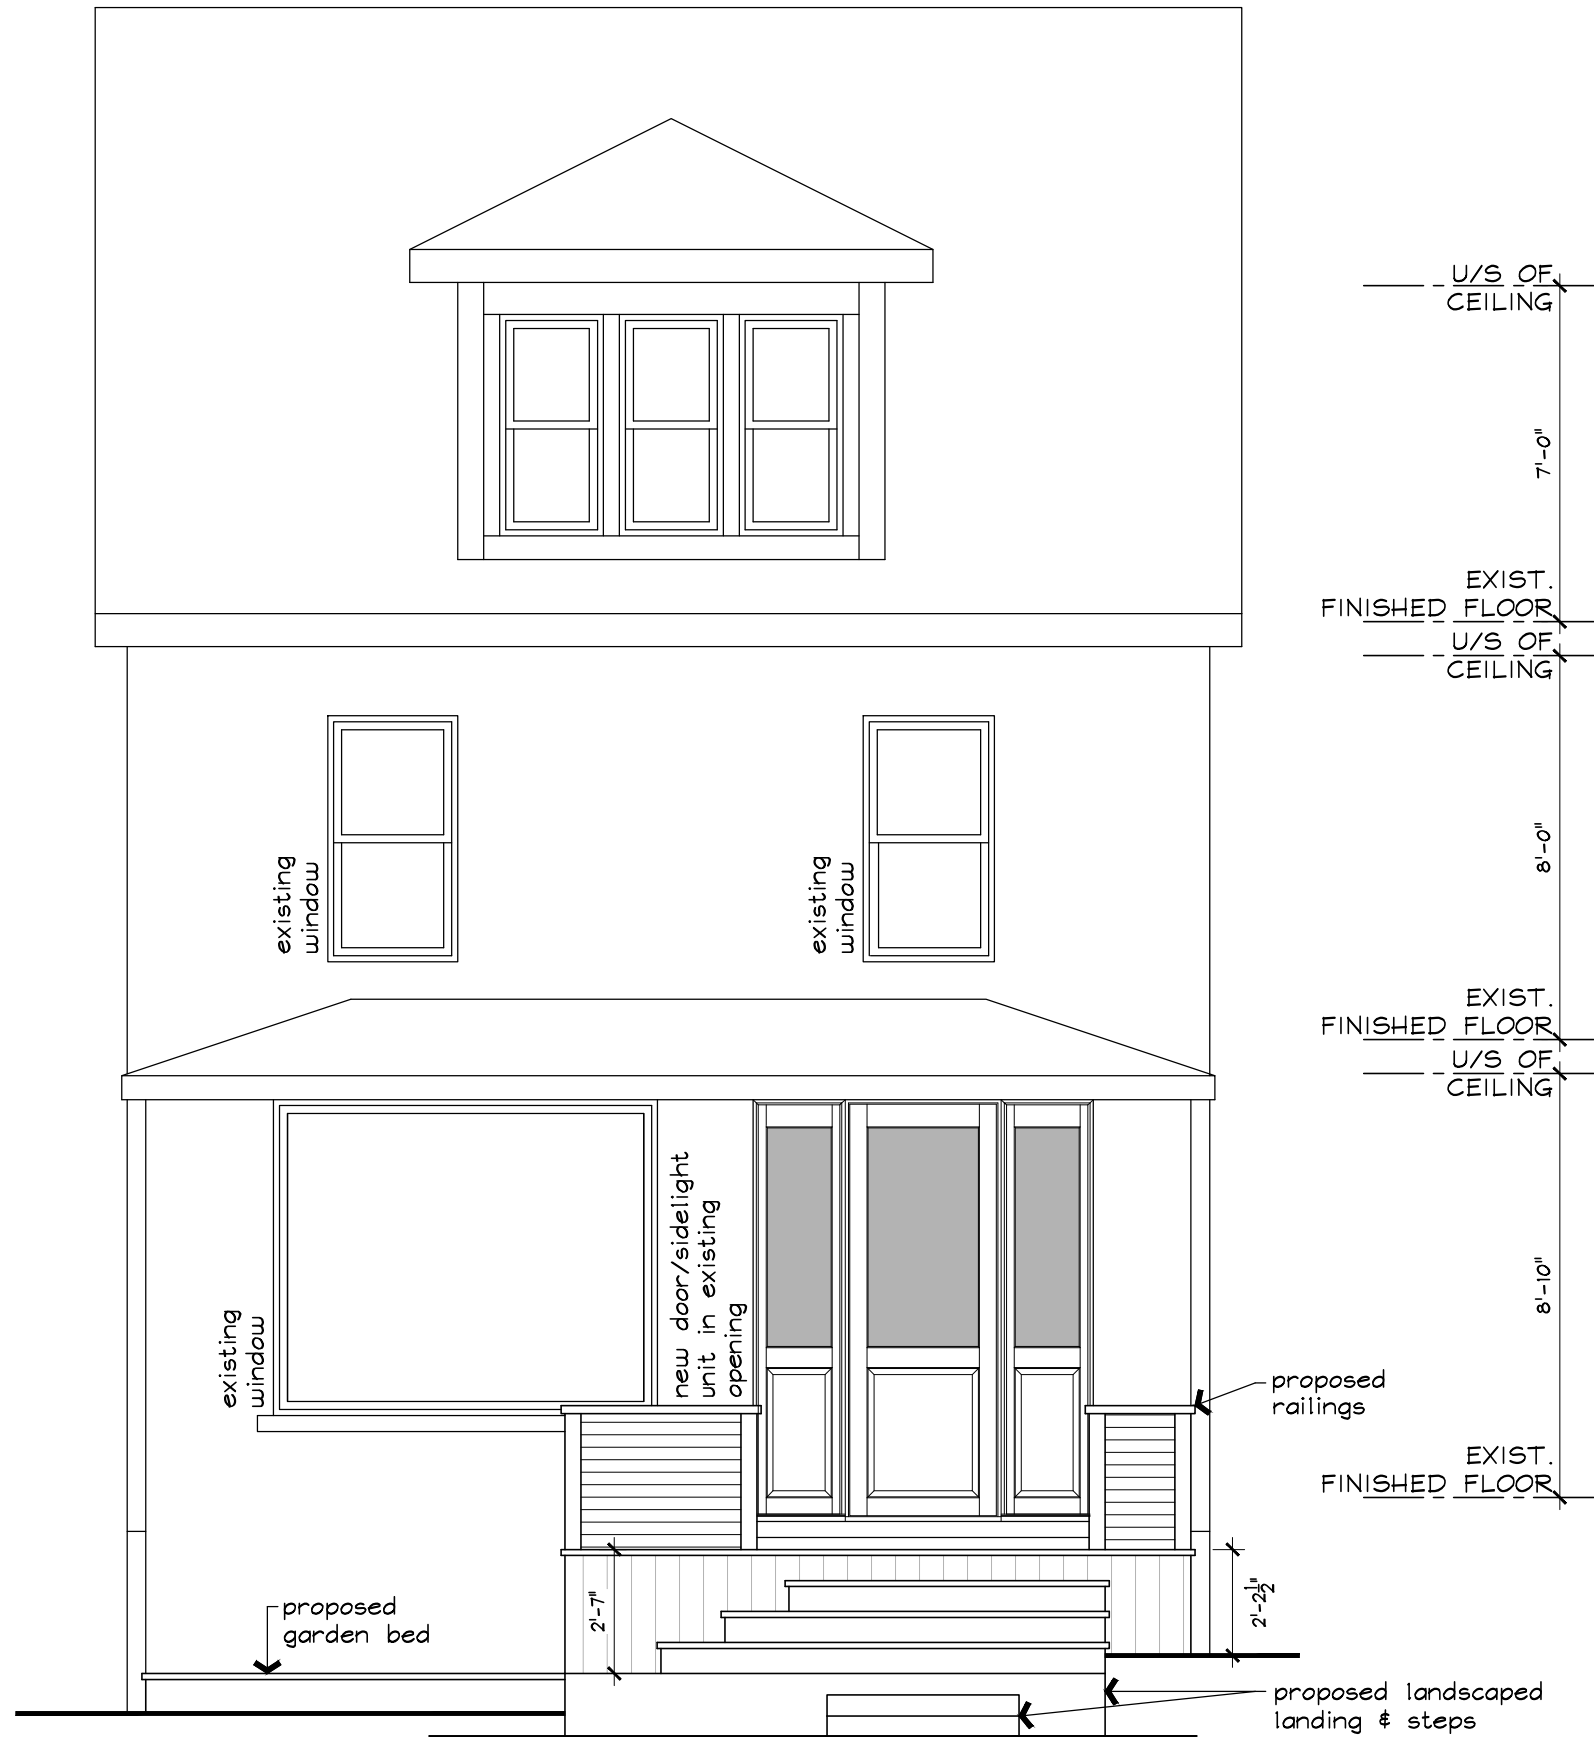 U/S OF
CEILING
7'-0"
EXIST.
FINISHED FLOOR
U/S OF
CEILING
existing
window
existing
window
8'-0"
EXIST.
FINISHED FLOOR
U/S OF
CEILING
existing
window
new door/sidelight
unit in existing
opening
8'-10"
proposed
railings
EXIST.
FINISHED FLOOR
2'-7"
2'-2½"
proposed
garden bed
proposed landscaped
landing & steps